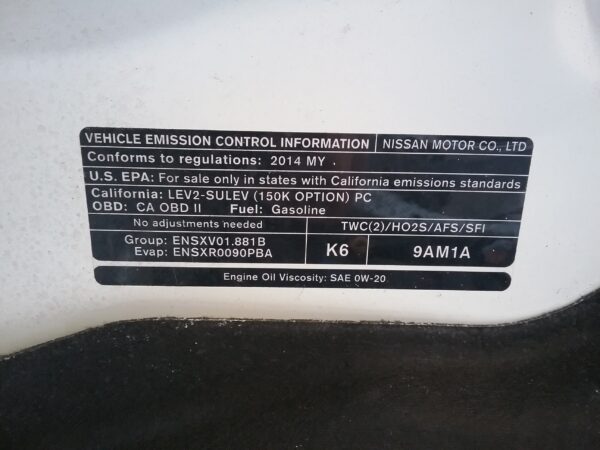 VEHICLE EMISSION CONTROL INFORMATION NISSAN MOTOR CO., LTD
Conforms to regulations: 2014 MY .
U.S. EPA: For sale only in states with California emissions standards
California: LEV2-SULEV (150K OPTION) PC
OBD: CA OBD II Fuel: Gasoline
No adjustments needed TWC(2)/HO2S/AFS/SFI
Group: ENSXV01.881B
Evap: ENSXR0090PBA
K6 9AM1A
Engine Oil Viscosity: SAE 0W-20